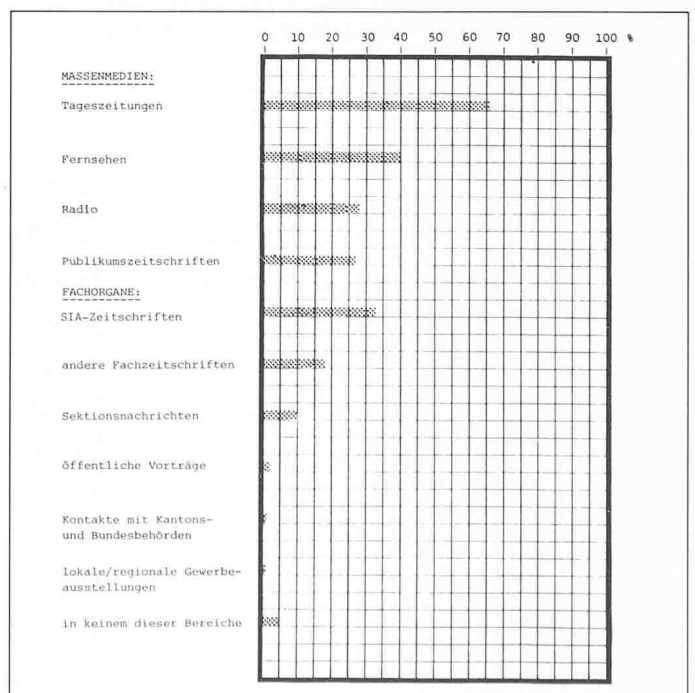 0 10 20 30 40 50 60 70 80 90 100 %
MASSENMEDIEN:
Tageszeitungen
Fernsehen
Radio
Publikumszeitschriften
FACHORGANE:
SIA-Zeitschriften
andere Fachzeitschriften
Sektionsnachrichten
öffentliche Vorträge
Kontakte mit Kantons-
und Bundesbehörden
lokale/regionale Gewerbe-
ausstellungen
in keinem dieser Bereiche